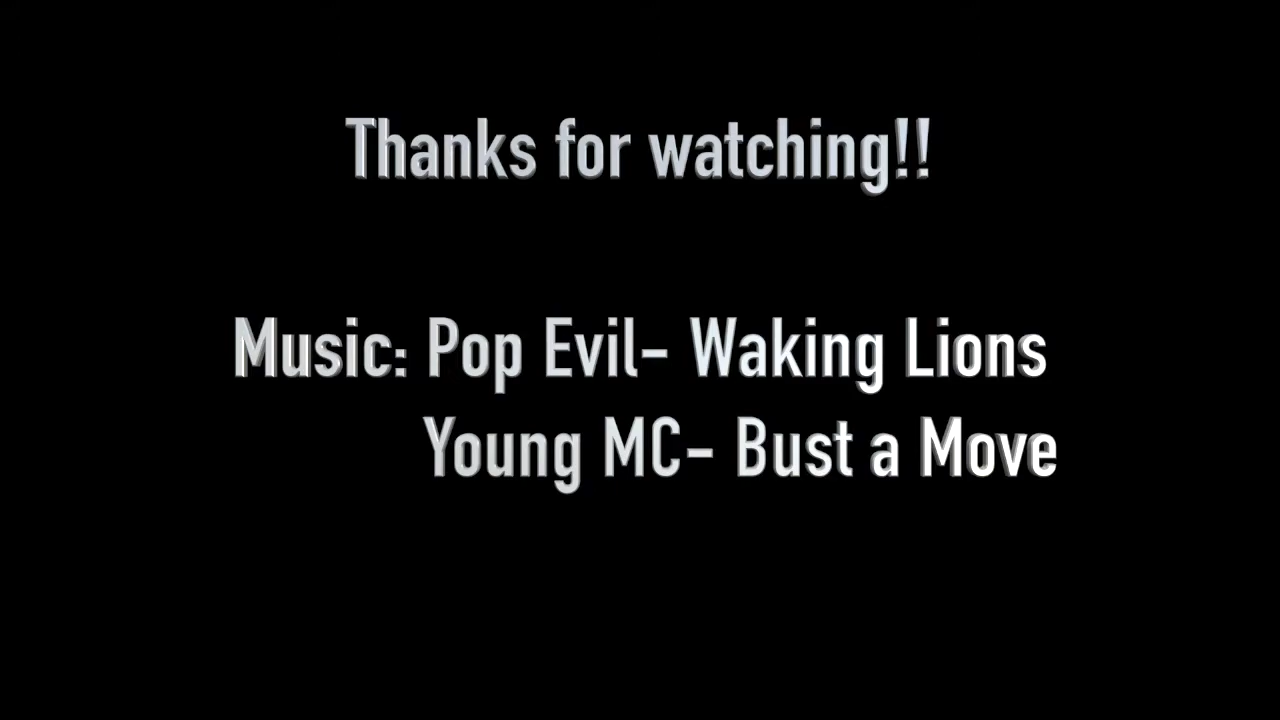 Thanks for watching!!
Music: Pop Evil- Waking Lions
Young MC- Bust a Move